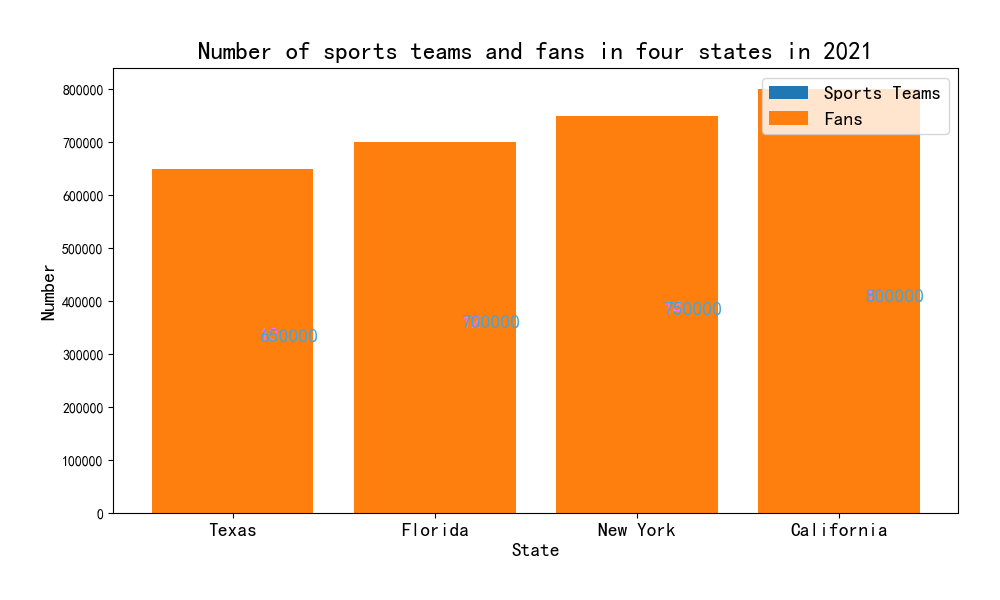 Number of sports teams and fans in four states in 2021
Sports Teams
Fans
800000
700000
600000
500000
400000
300000
200000
100000
0
Number
650000
700000
750000
800000
Texas
Florida
New York
California
State